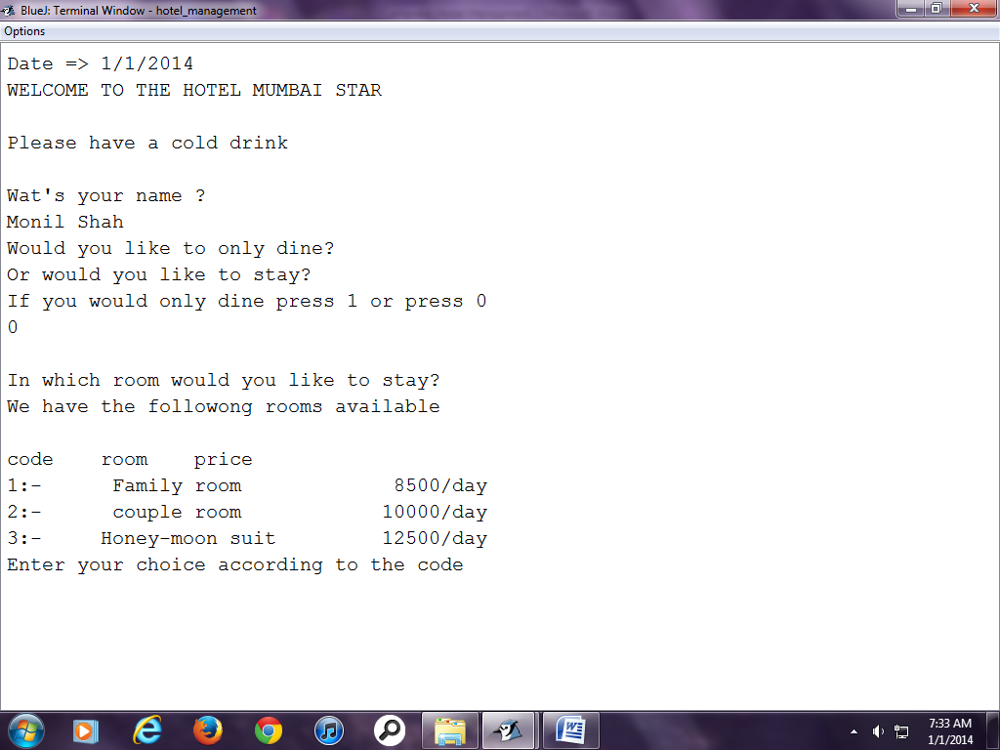 BlueJ: Terminal Window - hotel_management
Options
Date => 1/1/2014
WELCOME TO THE HOTEL MUMBAI STAR
Please have a cold drink
Wat's your name ?
Monil Shah
Would you like to only dine?
Or would you like to stay?
If you would only dine press 1 or press 0
0
In which room would you like to stay?
We have the followong rooms available
code room price
1:- Family room 8500/day
2:- couple room 10000/day
3:- Honey-moon suit 12500/day
Enter your choice according to the code
7:33 AM
1/1/2014